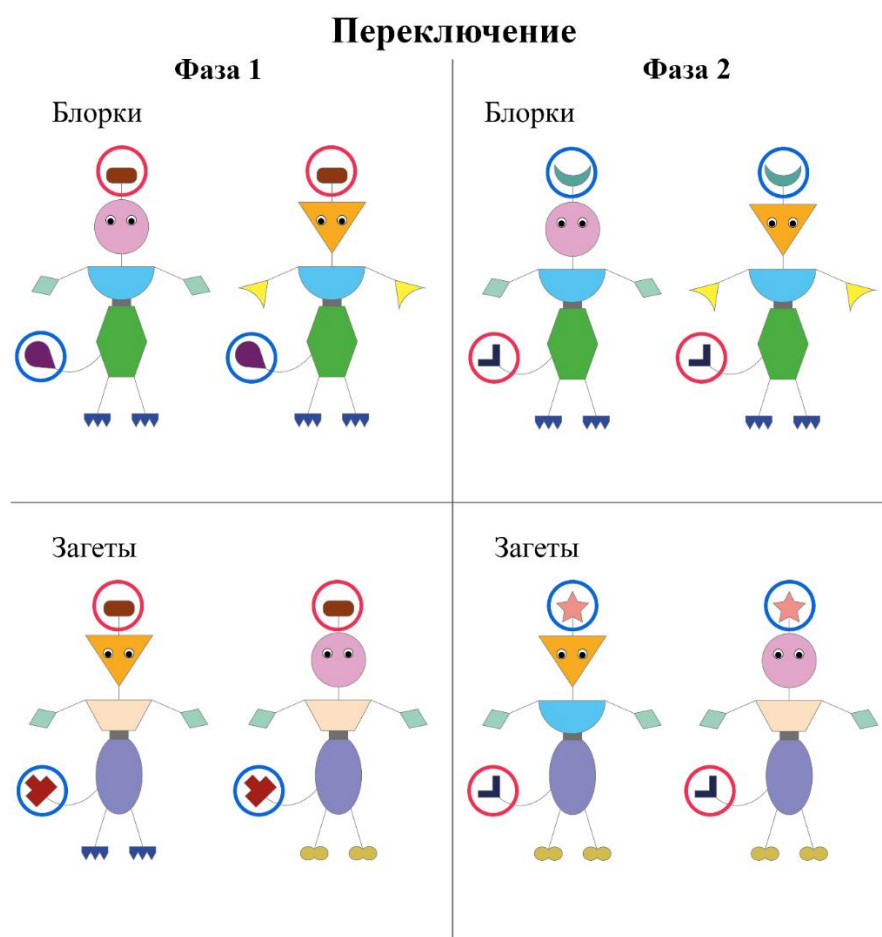 Переключение
Фаза 1
Фаза 2
Блорки
Блорки
Загеты
Загеты